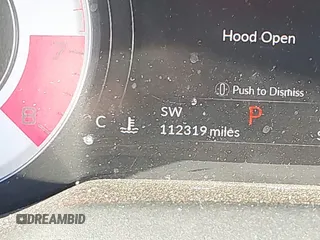 Hood Open
Push to Dismiss
SW
P
C
112319 miles
DREAMBID